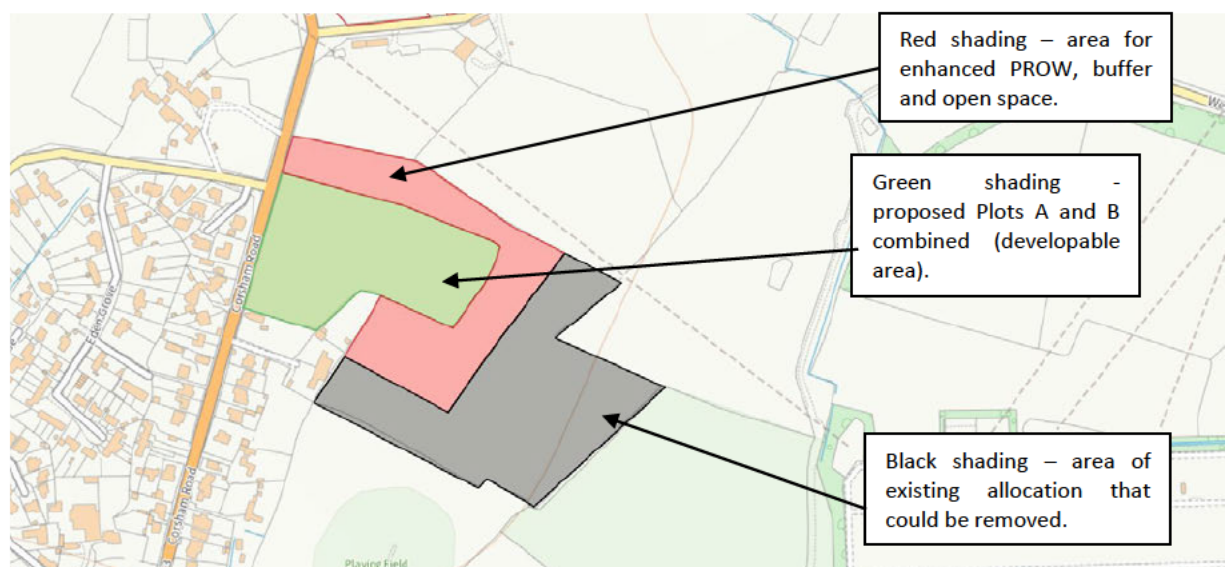 Red shading – area for
enhanced PROW, buffer
and open space.
Green shading -
proposed Plots A and B
combined (developable
area).
Black shading – area of
existing allocation that
could be removed.
Corsham Road
Eden Grove
Corsham Road
Playing Field